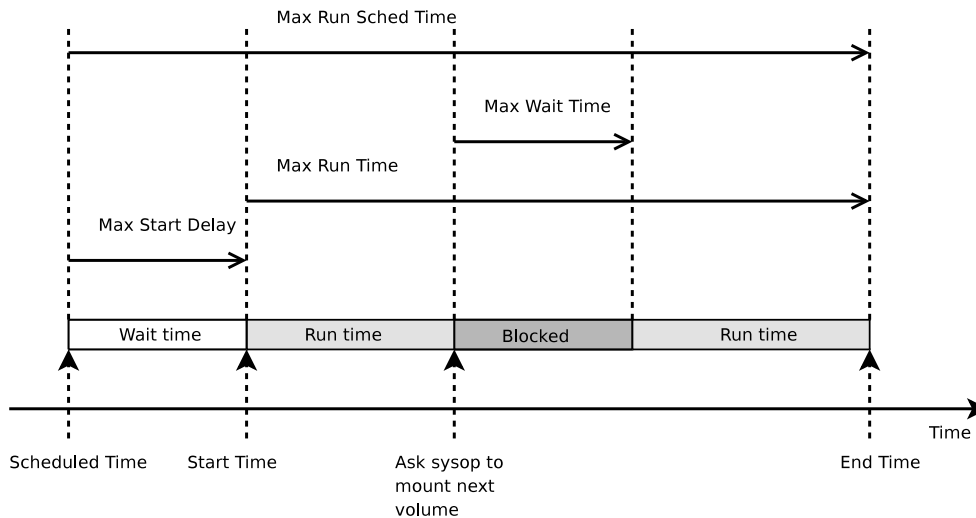 Max Run Sched Time
Max Wait Time
Max Run Time
Max Start Delay
Wait time
Run time
Blocked
Run time
Time
Scheduled Time
Start Time
Ask sysop to
mount next
volume
End Time